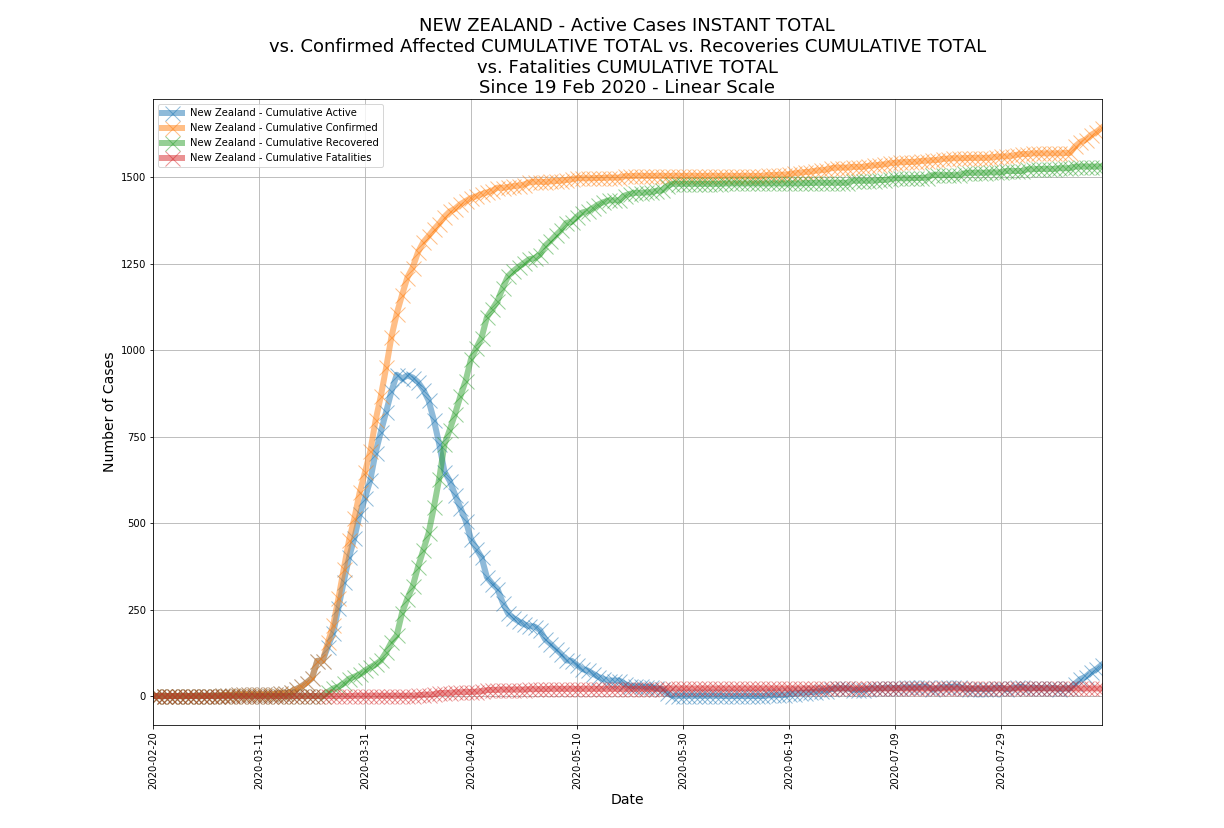 NEW ZEALAND - Active Cases INSTANT TOTAL
vs. Confirmed Affected CUMULATIVE TOTAL vs. Recoveries CUMULATIVE TOTAL
vs. Fatalities CUMULATIVE TOTAL
Since 19 Feb 2020 - Linear Scale
New Zealand - Cumulative Active
New Zealand - Cumulative Confirmed
New Zealand - Cumulative Recovered
New Zealand - Cumulative Fatalities
Number of Cases
1500
1250
1000
750
500
250
0
2020-02-20
2020-03-11
2020-03-31
2020-04-20
2020-05-10
2020-05-30
2020-06-19
2020-07-09
2020-07-29
Date